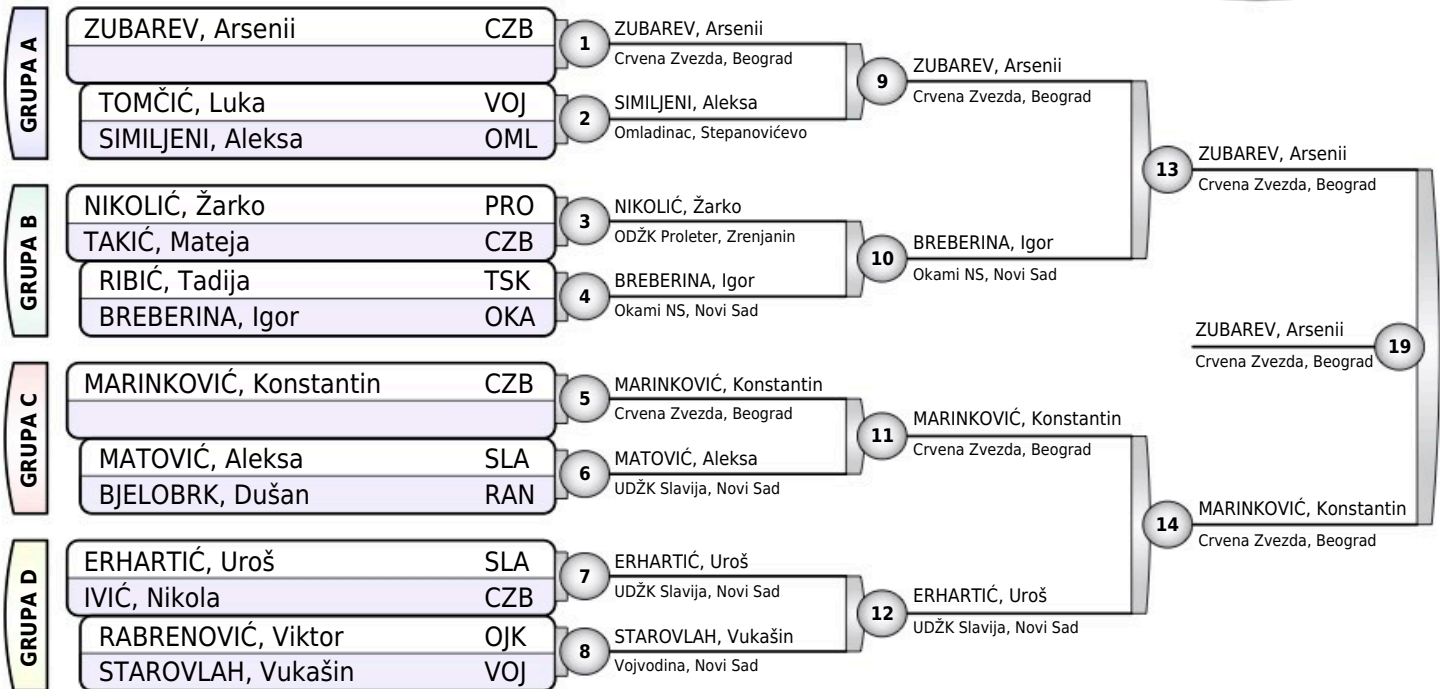 GRUPA A
ZUBAREV, Arsenii CZB
TOMČIĆ, Luka VOJ
SIMILJENI, Aleksa OML
GRUPA B
NIKOLIĆ, Žarko PRO
TAKIĆ, Mateja CZB
RIBIĆ, Tadija TSK
BREBERINA, Igor OKA
GRUPA C
MARINKOVIĆ, Konstantin CZB
MATOVIĆ, Aleksa SLA
BJELOBRK, Dušan RAN
GRUPA D
ERHARTIĆ, Uroš SLA
IVIĆ, Nikola CZB
RABRENOVIĆ, Viktor OJK
STAROVLAH, Vukašin VOJ
1
ZUBAREV, Arsenii
Crvena Zvezda, Beograd
2
SIMILJENI, Aleksa
Omladinac, Stepanovićevo
3
NIKOLIĆ, Žarko
ODŽK Proleter, Zrenjanin
4
BREBERINA, Igor
Okami NS, Novi Sad
5
MARINKOVIĆ, Konstantin
Crvena Zvezda, Beograd
6
MATOVIĆ, Aleksa
UDŽK Slavija, Novi Sad
7
ERHARTIĆ, Uroš
UDŽK Slavija, Novi Sad
8
STAROVLAH, Vukašin
Vojvodina, Novi Sad
9
ZUBAREV, Arsenii
Crvena Zvezda, Beograd
10
BREBERINA, Igor
Okami NS, Novi Sad
11
MARINKOVIĆ, Konstantin
Crvena Zvezda, Beograd
12
ERHARTIĆ, Uroš
UDŽK Slavija, Novi Sad
13
ZUBAREV, Arsenii
Crvena Zvezda, Beograd
14
MARINKOVIĆ, Konstantin
Crvena Zvezda, Beograd
ZUBAREV, Arsenii
Crvena Zvezda, Beograd
19